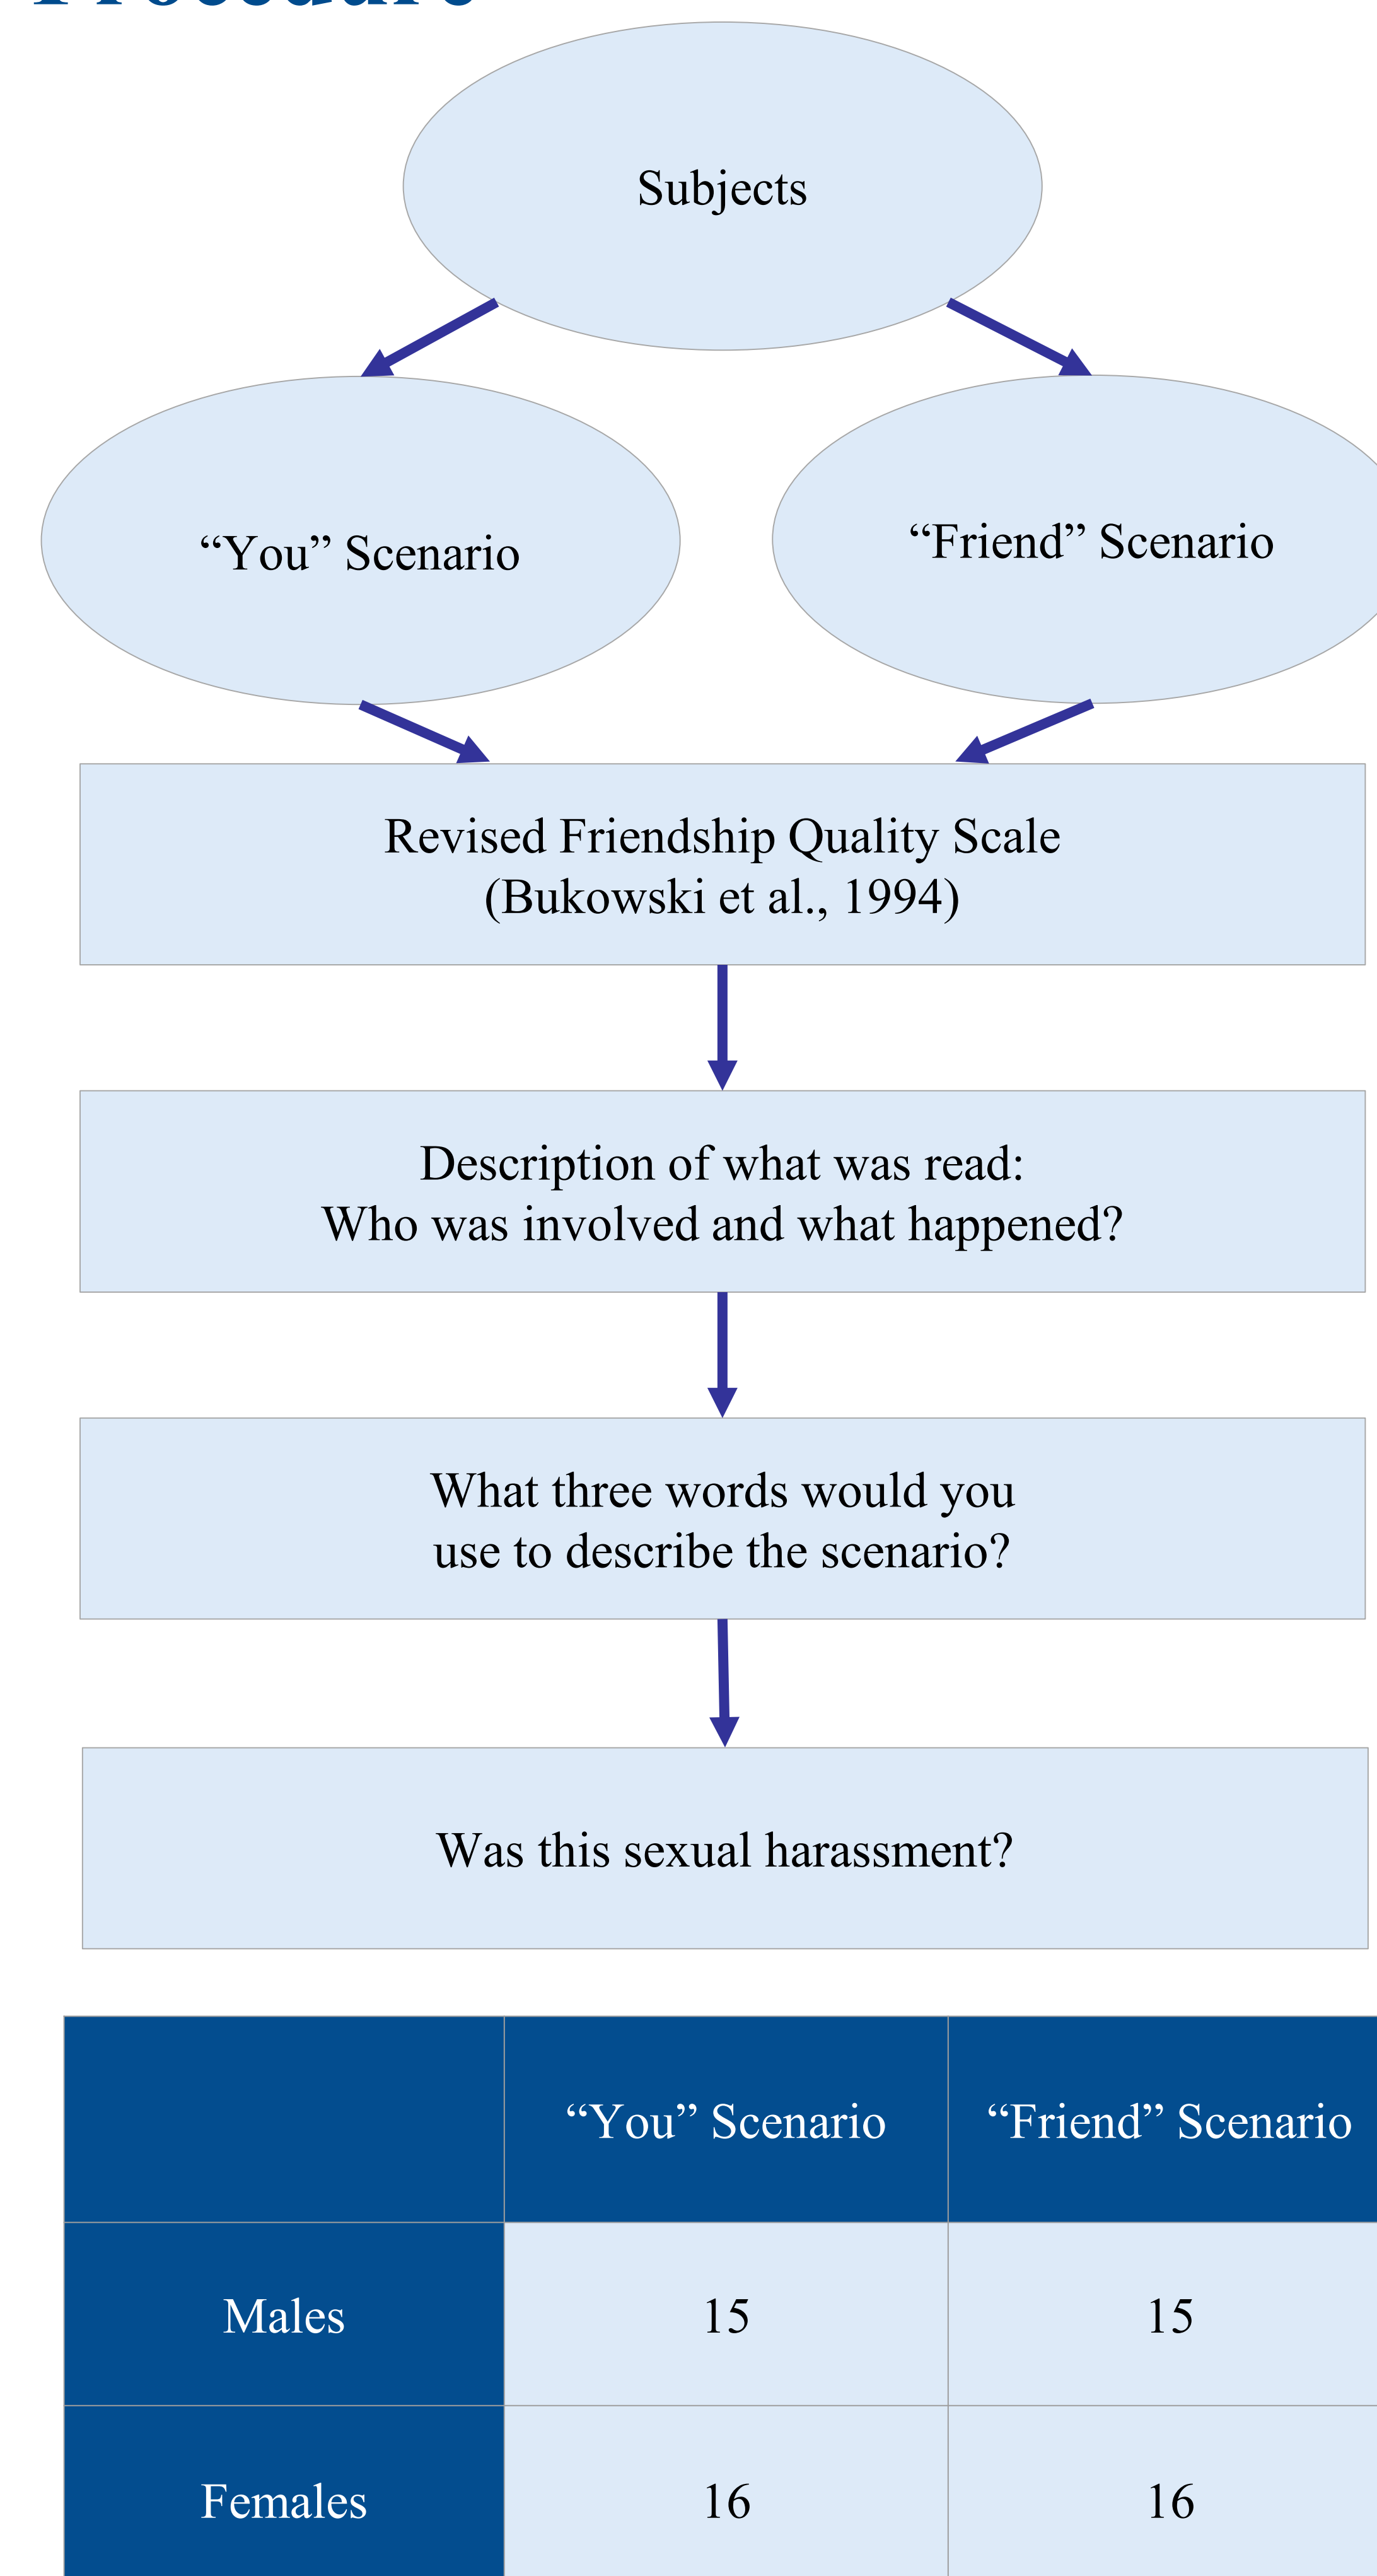 Subjects
“You” Scenario
“Friend” Scenario
Revised Friendship Quality Scale
(Bukowski et al., 1994)
Description of what was read:
Who was involved and what happened?
What three words would you
use to describe the scenario?
Was this sexual harassment?
“You” Scenario
“Friend” Scenario
Males
15
15
Females
16
16